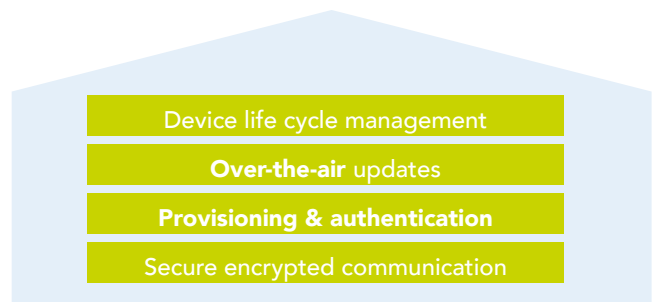 Device life cycle management
Over-the-air updates
Provisioning & authentication
Secure encrypted communication